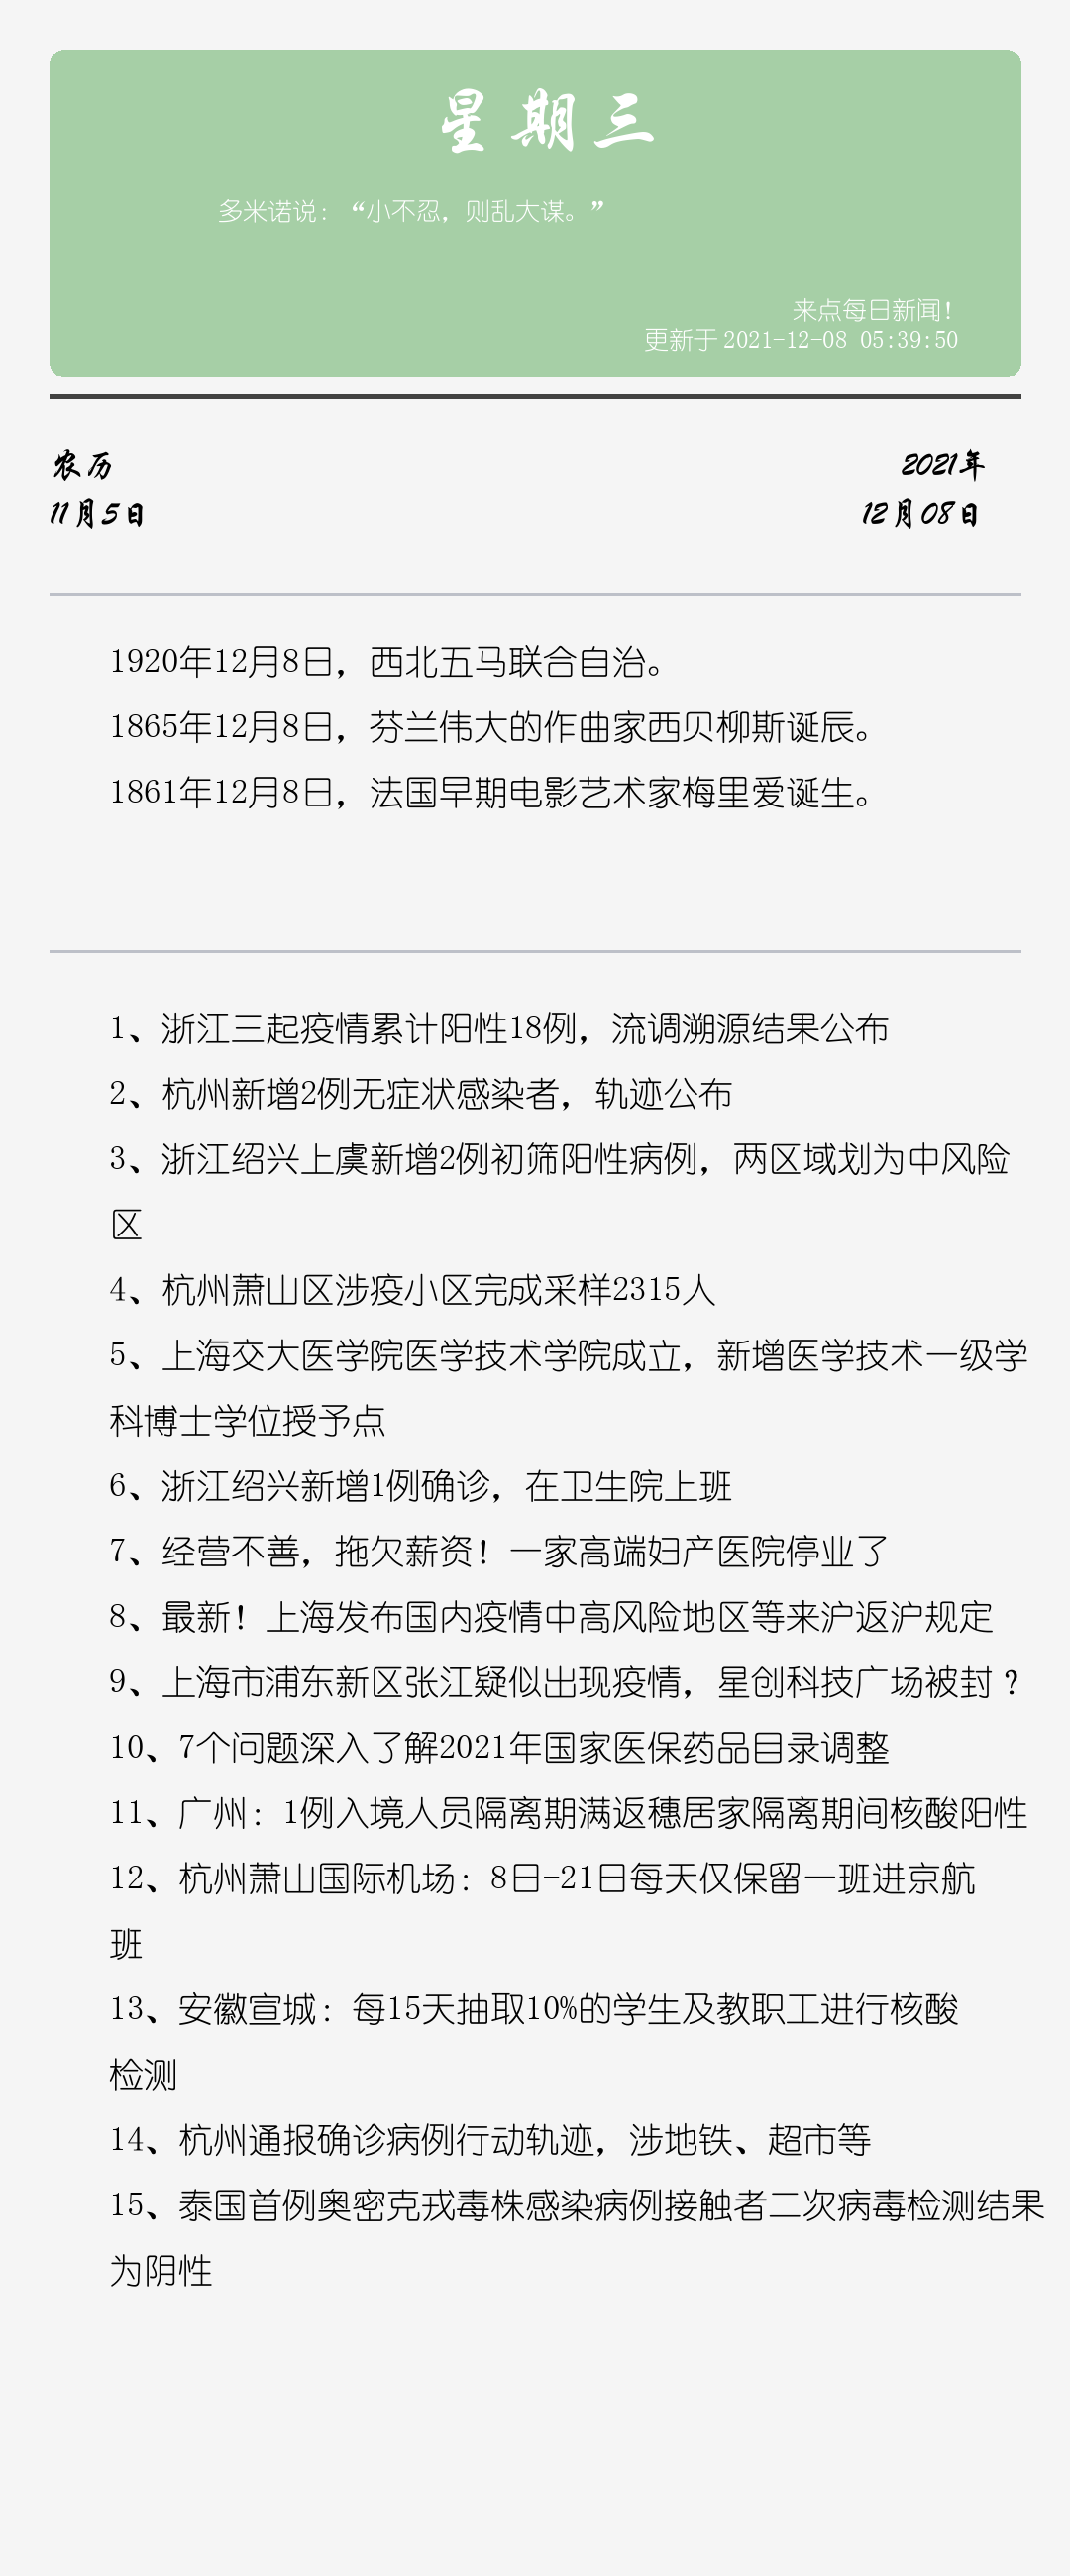 星期三
多米诺说：“小不忍，则乱大谋。”
来点每日新闻！
更新于 2021-12-08 05:39:50
农历
11月5日
2021年
12月08日
1920年12月8日，西北五马联合自治。
1865年12月8日，芬兰伟大的作曲家西贝柳斯诞辰。
1861年12月8日，法国早期电影艺术家梅里爱诞生。
1、浙江三起疫情累计阳性18例，流调溯源结果公布
2、杭州新增2例无症状感染者，轨迹公布
3、浙江绍兴上虞新增2例初筛阳性病例，两区域划为中风险
区
4、杭州萧山区涉疫小区完成采样2315人
5、上海交大医学院医学技术学院成立，新增医学技术一级学
科博士学位授予点
6、浙江绍兴新增1例确诊，在卫生院上班
7、经营不善，拖欠薪资！一家高端妇产医院停业了
8、最新！上海发布国内疫情中高风险地区等来沪返沪规定
9、上海市浦东新区张江疑似出现疫情，星创科技广场被封？
10、7个问题深入了解2021年国家医保药品目录调整
11、广州：1例入境人员隔离期满返穗居家隔离期间核酸阳性
12、杭州萧山国际机场：8日-21日每天仅保留一班进京航
班
13、安徽宣城：每15天抽取10%的学生及教职工进行核酸
检测
14、杭州通报确诊病例行动轨迹，涉地铁、超市等
15、泰国首例奥密克戎毒株感染病例接触者二次病毒检测结果
为阴性